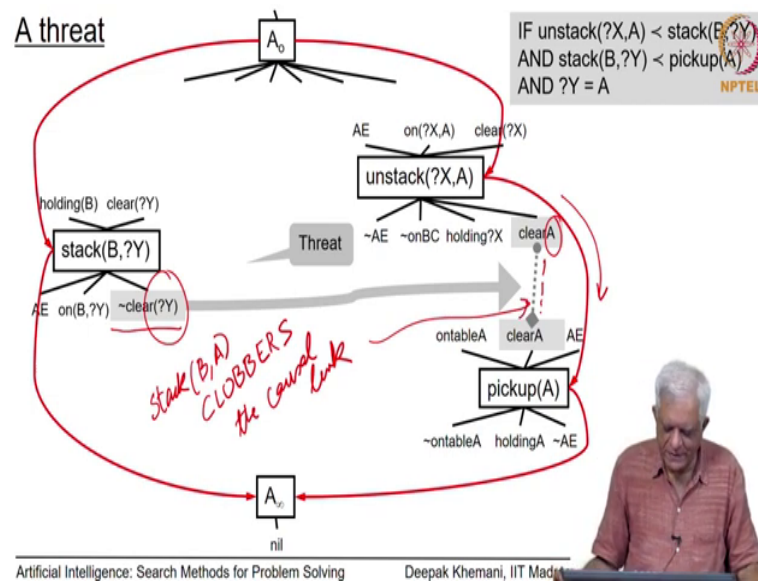 A threat
IF unstack(?X,A) ≺ stack(B,?Y)
AND stack(B,?Y) ≺ pickup(A)
AND ?Y = A
NPTEL
A₀
AE on(?X,A) clear(?X)
unstack(?X,A)
~AE ~onBC holding?X clearA
holding(B) clear(?Y)
stack(B,?Y)
AE on(B,?Y) ~clear(?Y)
Threat
stack(B,A)
CLOBBERS
the causal
link
ontableA clearA AE
pickup(A)
~ontableA holdingA ~AE
A∞
nil
Artificial Intelligence: Search Methods for Problem Solving
Deepak Khemani, IIT